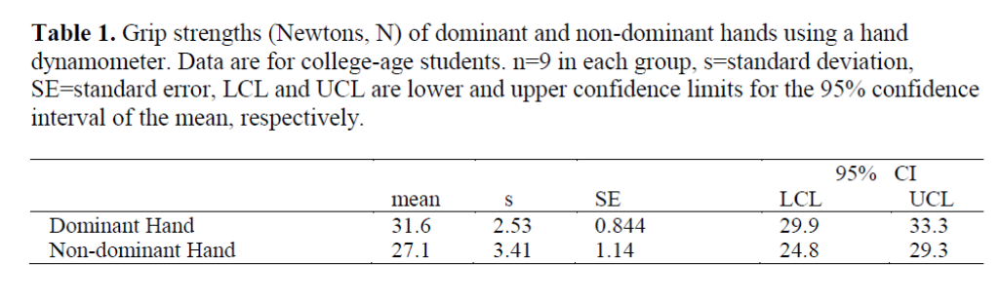 Table 1. Grip strengths (Newtons, N) of dominant and non-dominant hands using a hand
dynamometer. Data are for college-age students. n=9 in each group, s=standard deviation,
SE=standard error, LCL and UCL are lower and upper confidence limits for the 95% confidence
interval of the mean, respectively.
95% CI
mean s SE LCL UCL
Dominant Hand 31.6 2.53 0.844 29.9 33.3
Non-dominant Hand 27.1 3.41 1.14 24.8 29.3